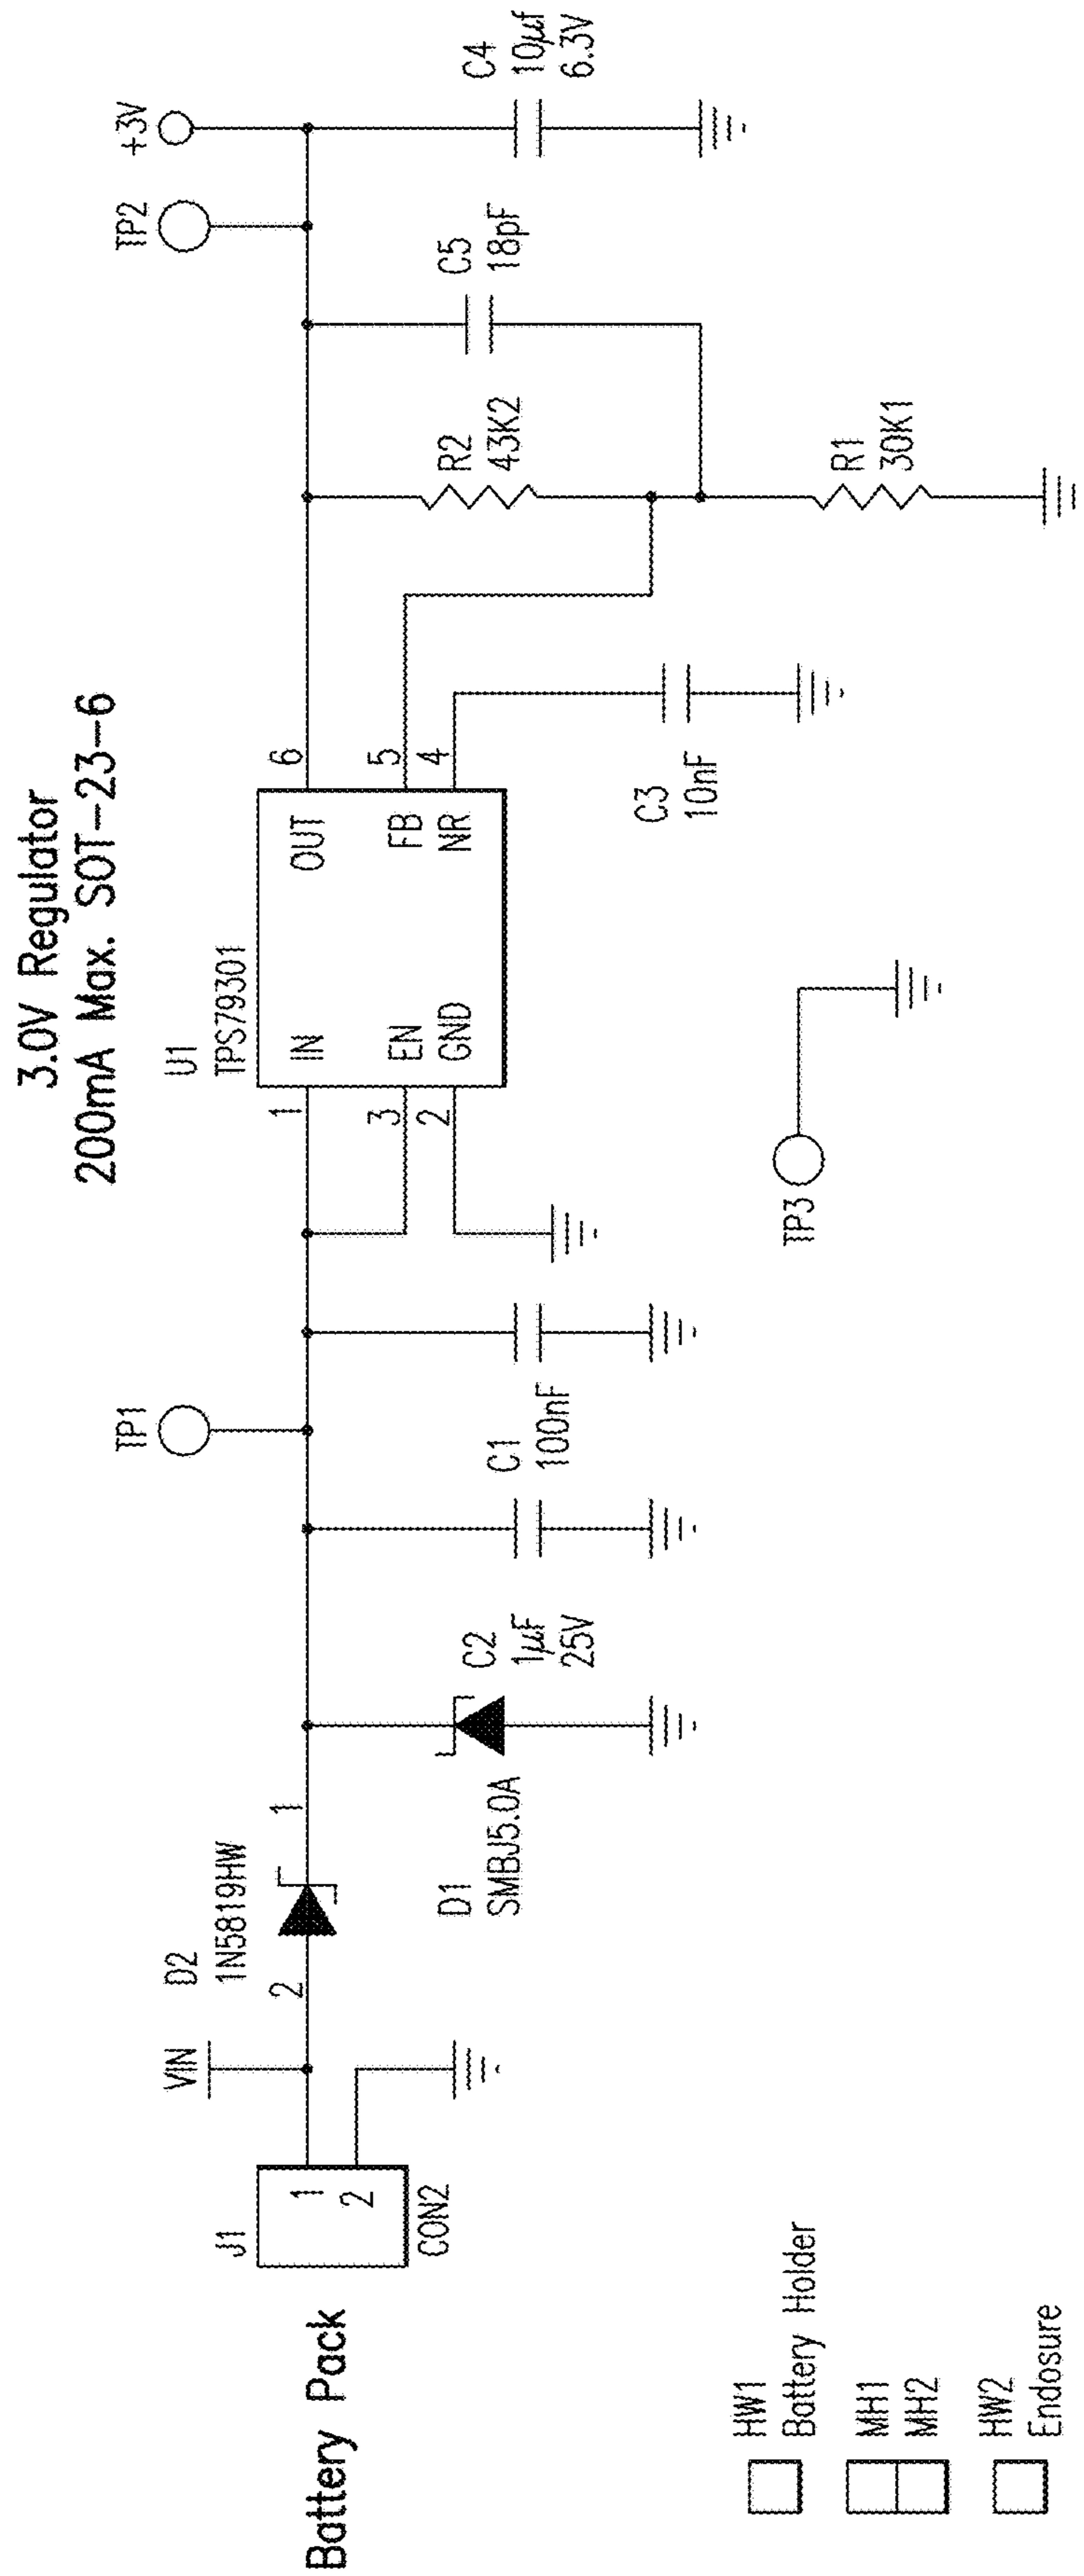 3.0V Regulator
200mA Max. SOT-23-6
Battery Pack
J1
1
2
CON2
VIN
D2
1N5819HW
2
1
D1
SMBJ5.0A
C2
1µF
25V
TP1
C1
100nF
U1
TPS79301
1
3
2
IN
EN
GND
OUT
FB
NR
6
5
4
C3
10nF
R2
43K2
R1
30K1
C5
18pF
TP2
+3V
C4
10µf
6.3V
TP3
HW1
Battery Holder
MH1
MH2
HW2
Endosure